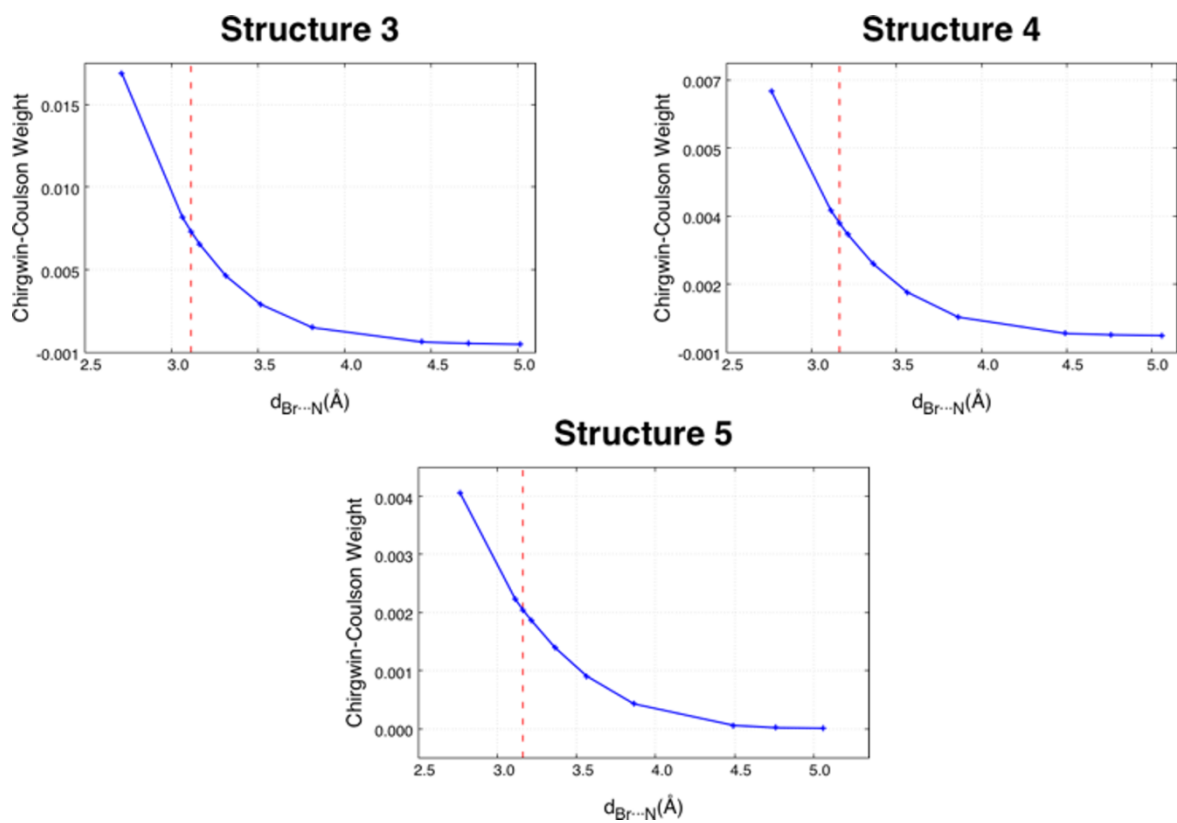 Structure 3
Chirgwin-Coulson Weight
0.015
0.010
0.005
-0.001
2.5 3.0 3.5 4.0 4.5 5.0
dBr···N(Å)
Structure 4
Chirgwin-Coulson Weight
0.007
0.005
0.004
0.002
-0.001
2.5 3.0 3.5 4.0 4.5 5.0
dBr···N(Å)
Structure 5
Chirgwin-Coulson Weight
0.004
0.003
0.002
0.001
0.000
2.5 3.0 3.5 4.0 4.5 5.0
dBr···N(Å)